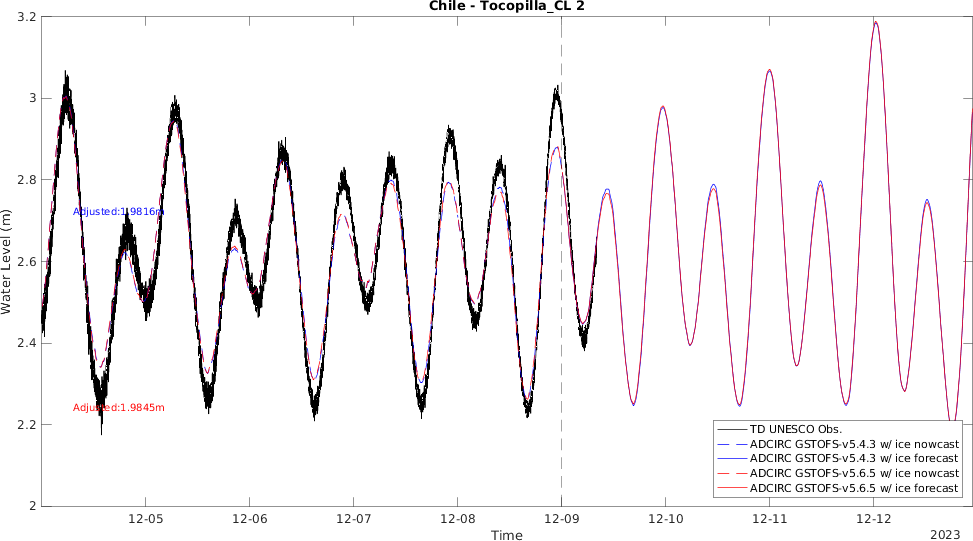 Chile - Tocopilla_CL 2
3.2
3
2.8
2.6
2.4
2.2
2
Water Level (m)
Adjusted:1.9816m
Adjusted:1.9845m
TD UNESCO Obs.
ADCIRC GSTOFS-v5.4.3 w/ ice nowcast
ADCIRC GSTOFS-v5.4.3 w/ ice forecast
ADCIRC GSTOFS-v5.6.5 w/ ice nowcast
ADCIRC GSTOFS-v5.6.5 w/ ice forecast
12-05 12-06 12-07 12-08 12-09 12-10 12-11 12-12
Time
2023